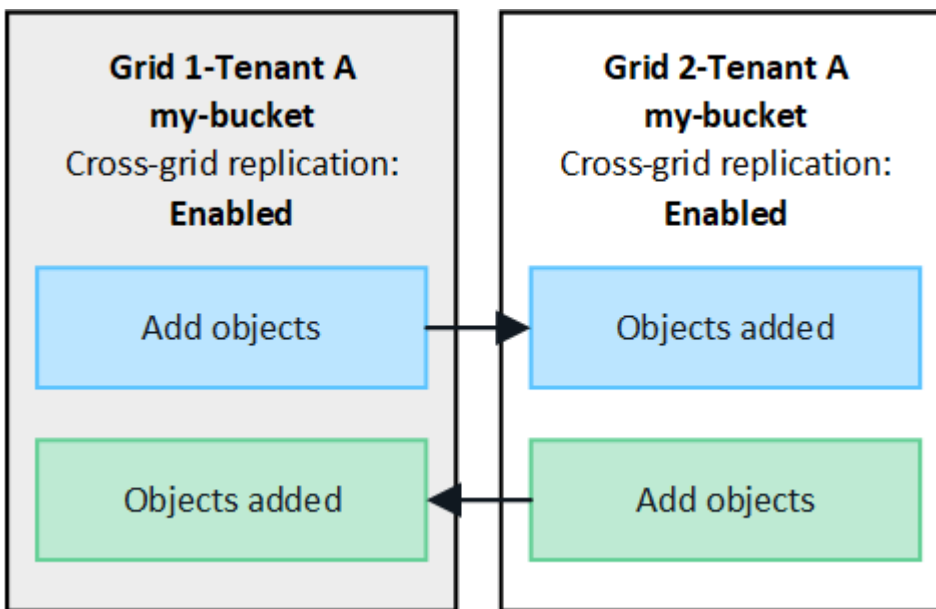 Grid 1-Tenant A
my-bucket
Cross-grid replication:
Enabled
Add objects
Objects added
Grid 2-Tenant A
my-bucket
Cross-grid replication:
Enabled
Objects added
Add objects